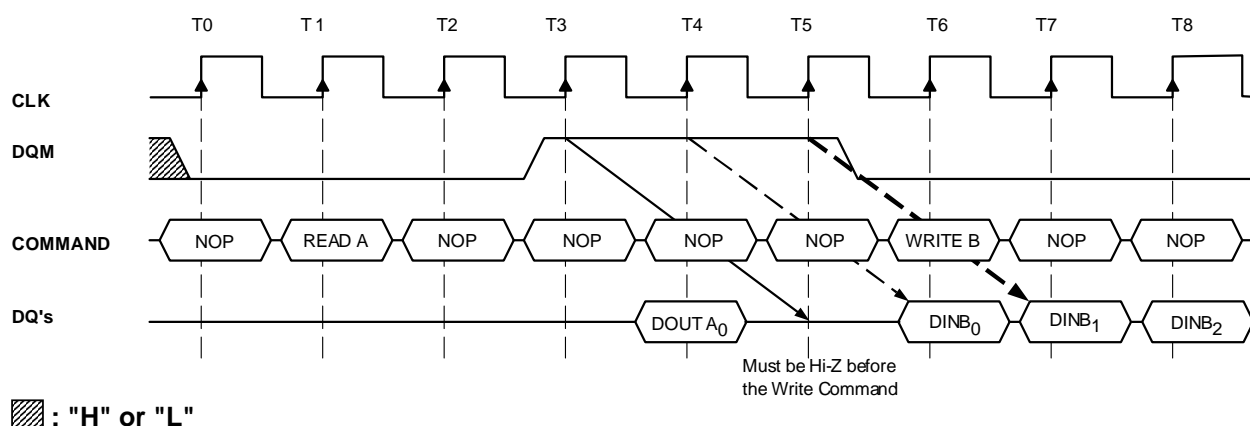 T0 T1 T2 T3 T4 T5 T6 T7 T8
CLK
DQM
COMMAND NOP READ A NOP NOP NOP NOP WRITE B NOP NOP
DQ's DOUT A0 DINB0 DINB1 DINB2
Must be Hi-Z before
the Write Command
: "H" or "L"